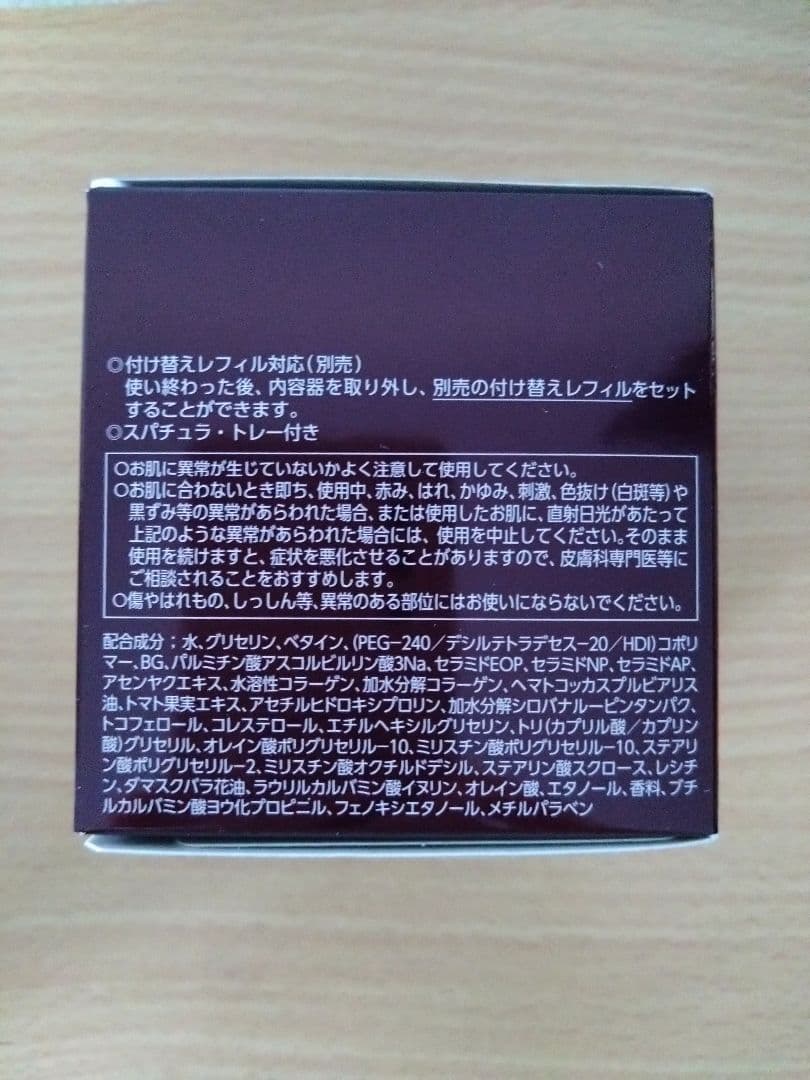 ◎付け替えレフィル対応(別売)
使い終わった後、内容器を取り外し、別売の付け替えレフィルをセット
することができます。
◎スパチュラ・トレー付き
○お肌に異常が生じていないかよく注意して使用してください。
○お肌に合わないとき即ち、使用中、赤み、はれ、かゆみ、刺激、色抜け(白斑等)や
黒ずみ等の異常があらわれた場合、または使用したお肌に、直射日光があたって
上記のような異常があらわれた場合には、使用を中止してください。そのまま
使用を続けますと、症状を悪化させることがありますので、皮膚科専門医等に
ご相談されることをおすすめします。
○傷やはれもの、しっしん等、異常のある部位にはお使いにならないでください。
配合成分:水、グリセリン、ベタイン、(PEG-240/デシルテトラデセス-20/HDI)コポリ
マー、BG、パルミチン酸アスコルビルリン酸3Na、セラミドEOP、セラミドNP、セラミドAP、
アセンヤクエキス、水溶性コラーゲン、加水分解コラーゲン、ヘマトコッカスプルビアリス
油、トマト果実エキス、アセチルヒドロキシプロリン、加水分解シロバナルーピンタンパク、
トコフェロール、コレステロール、エチルヘキシルグリセリン、トリ(カプリル酸/カプリン
酸)グリセリル、オレイン酸ポリグリセリル-10、ミリスチン酸ポリグリセリル-10、ステアリ
ン酸ポリグリセリル-2、ミリスチン酸オクチルドデシル、ステアリン酸スクロース、レシチ
ン、ダマスクバラ花油、ラウリルカルバミン酸イヌリン、オレイン酸、エタノール、香料、ブチ
ルカルバミン酸ヨウ化プロピニル、フェノキシエタノール、メチルパラベン